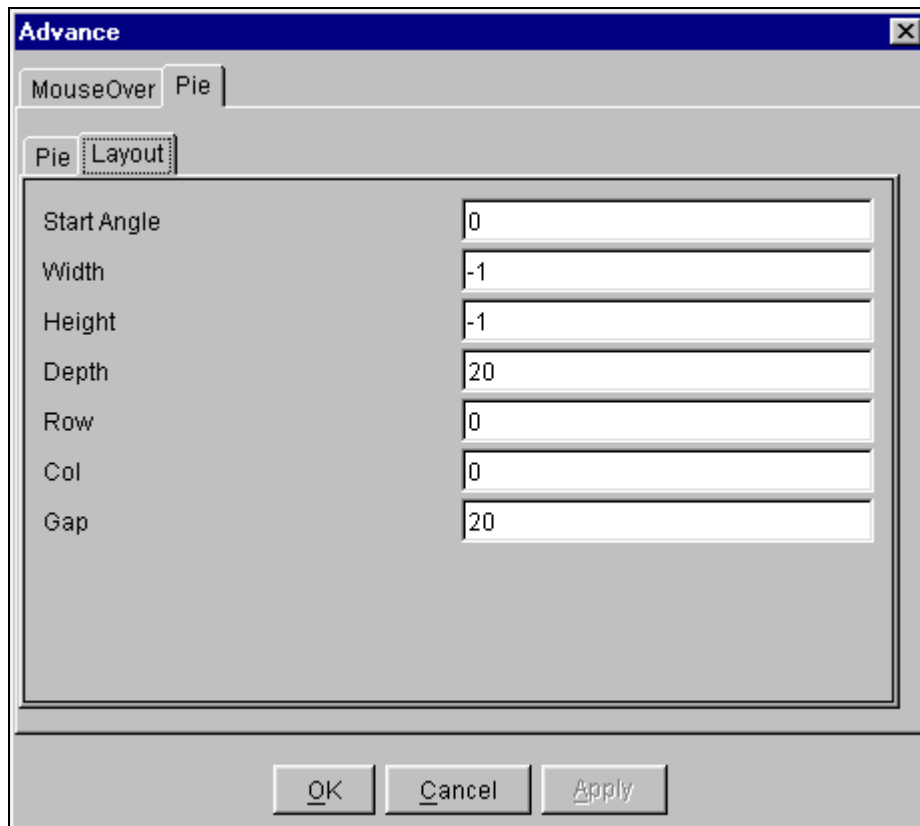 Advance
MouseOver Pie
Pie Layout
Start Angle 0
Width -1
Height -1
Depth 20
Row 0
Col 0
Gap 20
OK Cancel Apply